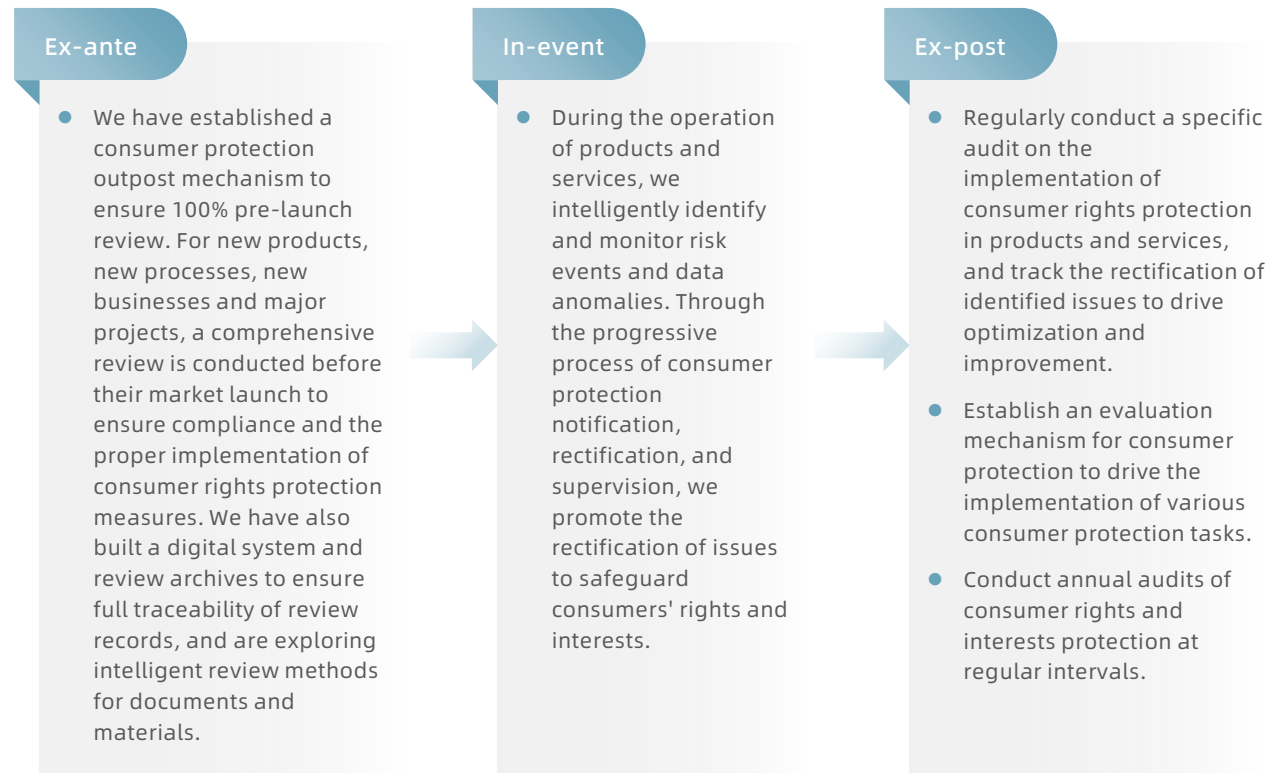 Ex-ante
We have established a
consumer protection
outpost mechanism to
ensure 100% pre-launch
review. For new products,
new processes, new
businesses and major
projects, a comprehensive
review is conducted before
their market launch to
ensure compliance and the
proper implementation of
consumer rights protection
measures. We have also
built a digital system and
review archives to ensure
full traceability of review
records, and are exploring
intelligent review methods
for documents and
materials.
In-event
During the operation
of products and
services, we
intelligently identify
and monitor risk
events and data
anomalies. Through
the progressive
process of consumer
protection
notification,
rectification, and
supervision, we
promote the
rectification of issues
to safeguard
consumers' rights and
interests.
Ex-post
Regularly conduct a specific
audit on the
implementation of
consumer rights protection
in products and services,
and track the rectification of
identified issues to drive
optimization and
improvement.
Establish an evaluation
mechanism for consumer
protection to drive the
implementation of various
consumer protection tasks.
Conduct annual audits of
consumer rights and
interests protection at
regular intervals.